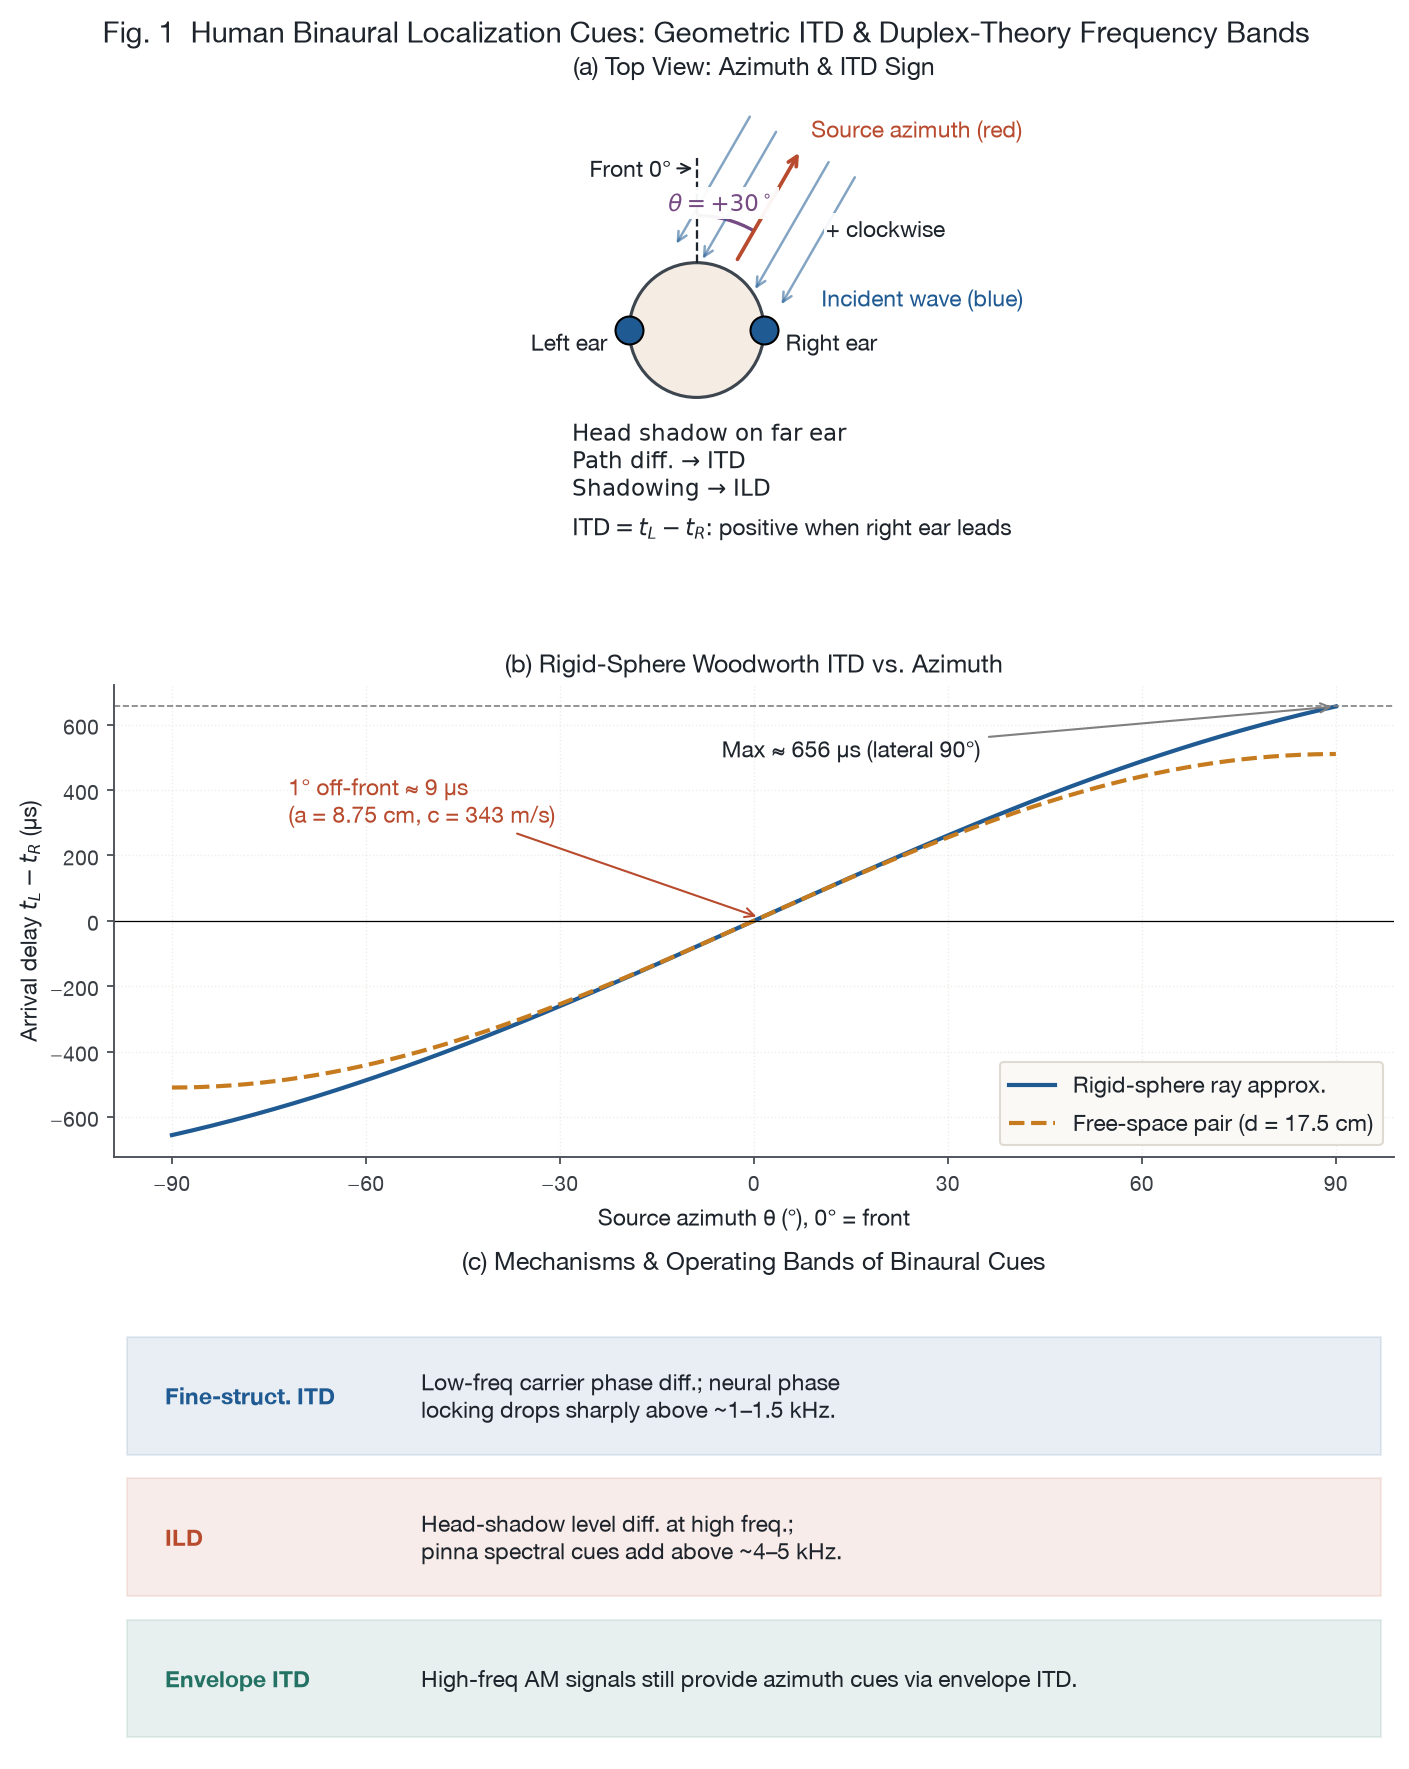 Fig. 1  Human Binaural Localization Cues: Geometric ITD & Duplex-Theory Frequency Bands
(a) Top View: Azimuth & ITD Sign
Source azimuth (red)
Front 0°
θ = +30°
+ clockwise
Incident wave (blue)
Left ear
Right ear
Head shadow on far ear
Path diff. → ITD
Shadowing → ILD
ITD = t_L − t_R: positive when right ear leads
(b) Rigid-Sphere Woodworth ITD vs. Azimuth
Arrival delay t_L − t_R (µs)
600
400
200
0
−200
−400
−600
Max ≈ 656 µs (lateral 90°)
1° off-front ≈ 9 µs
(a = 8.75 cm, c = 343 m/s)
Rigid-sphere ray approx.
Free-space pair (d = 17.5 cm)
−90
−60
−30
0
30
60
90
Source azimuth θ (°), 0° = front
(c) Mechanisms & Operating Bands of Binaural Cues
Fine-struct. ITD
Low-freq carrier phase diff.; neural phase
locking drops sharply above ~1–1.5 kHz.
ILD
Head-shadow level diff. at high freq.;
pinna spectral cues add above ~4–5 kHz.
Envelope ITD
High-freq AM signals still provide azimuth cues via envelope ITD.